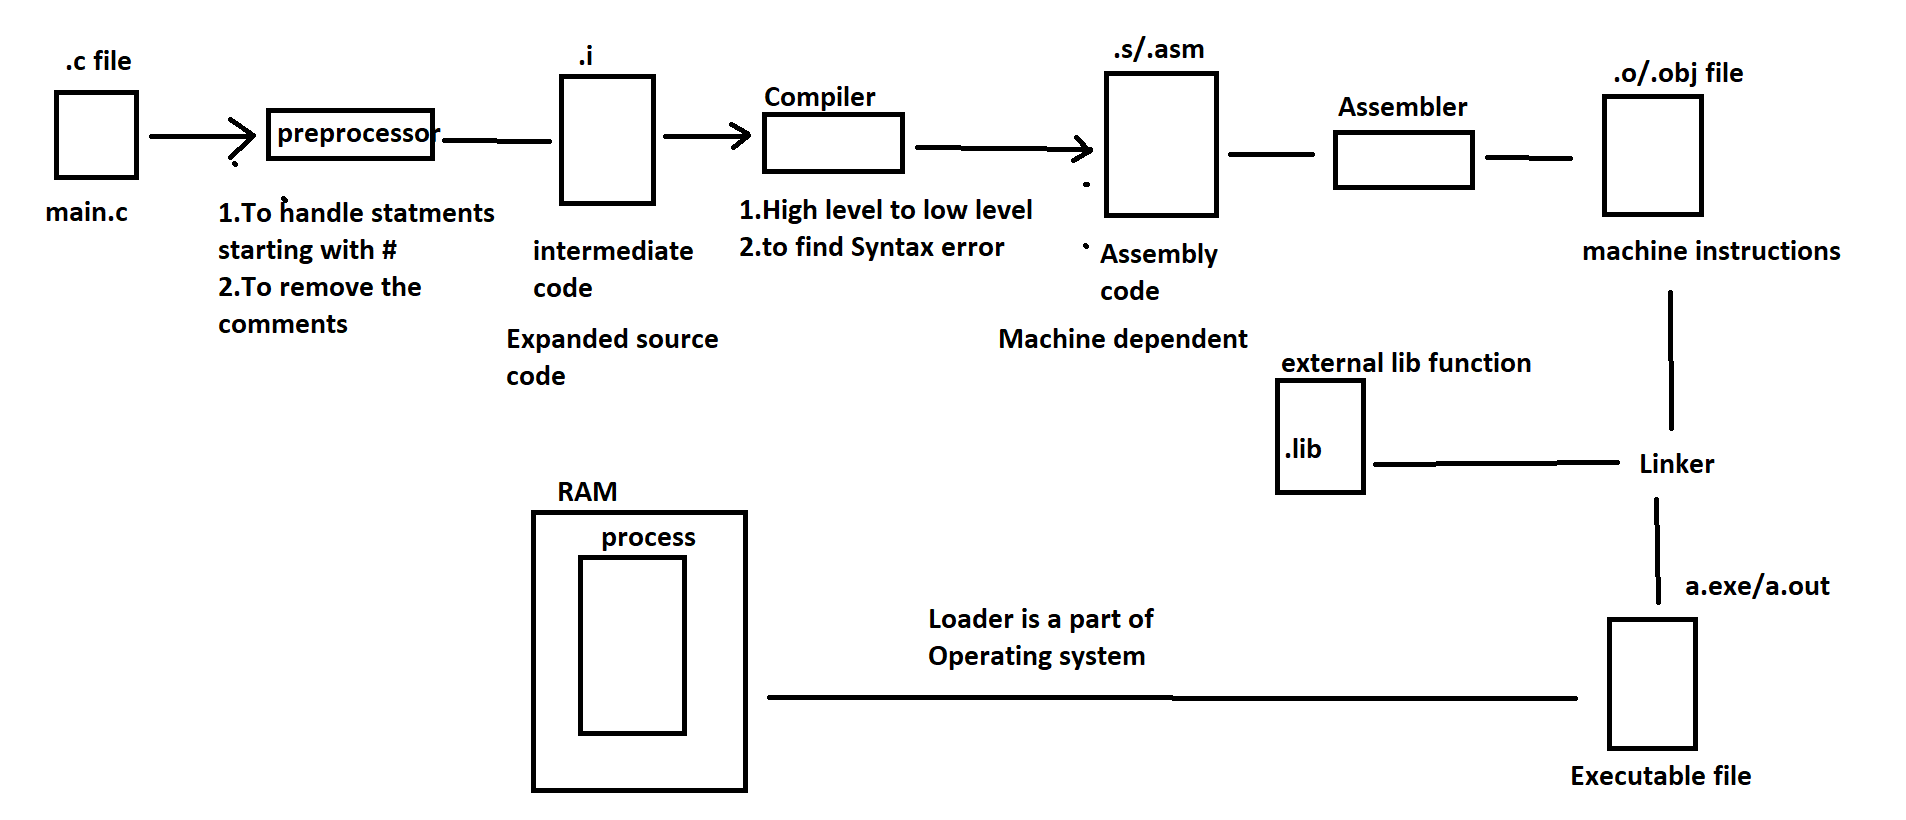 .c file
main.c
preprocessor
1.To handle statments
starting with #
2.To remove the
comments
.i
intermediate
code
Expanded source
code
Compiler
1.High level to low level
2.to find Syntax error
.s/.asm
Assembly
code
Machine dependent
Assembler
.o/.obj file
machine instructions
external lib function
.lib
Linker
a.exe/a.out
Executable file
Loader is a part of
Operating system
RAM
process